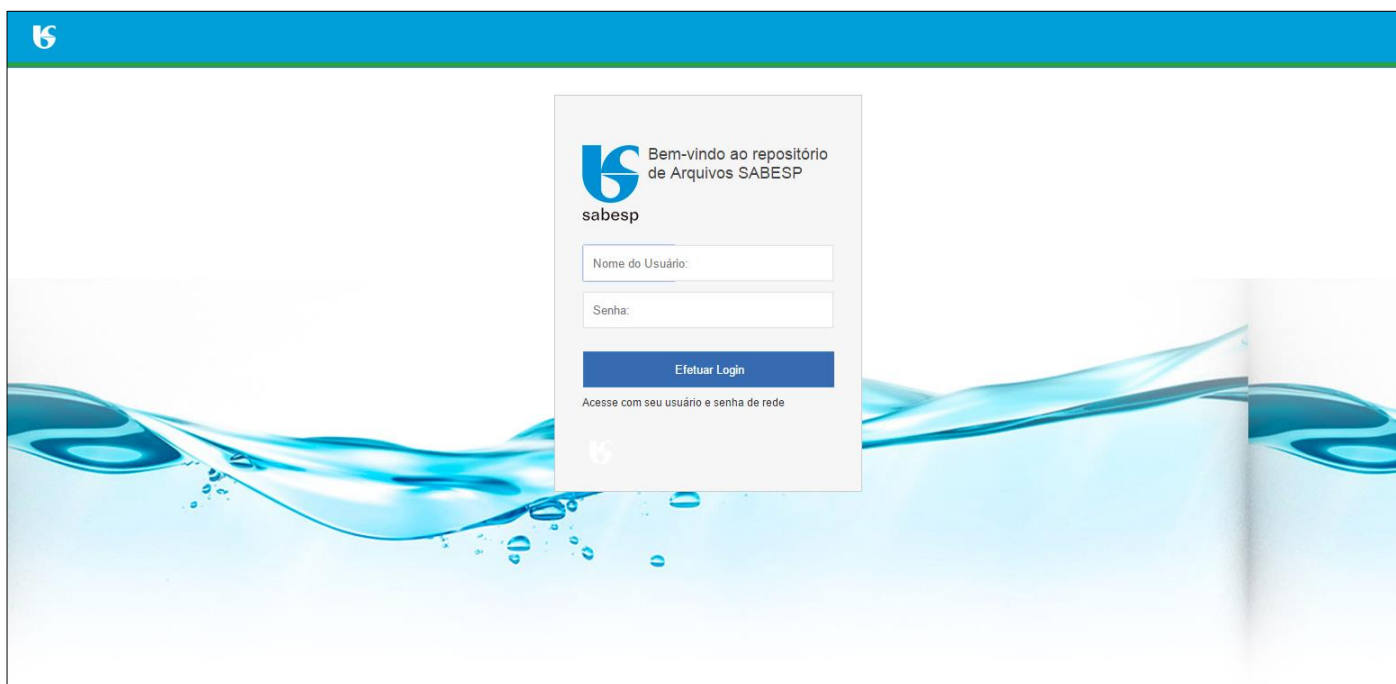 Bem-vindo ao repositório
de Arquivos SABESP
sabesp
Nome do Usuário:
Senha:
Efetuar Login
Acesse com seu usuário e senha de rede